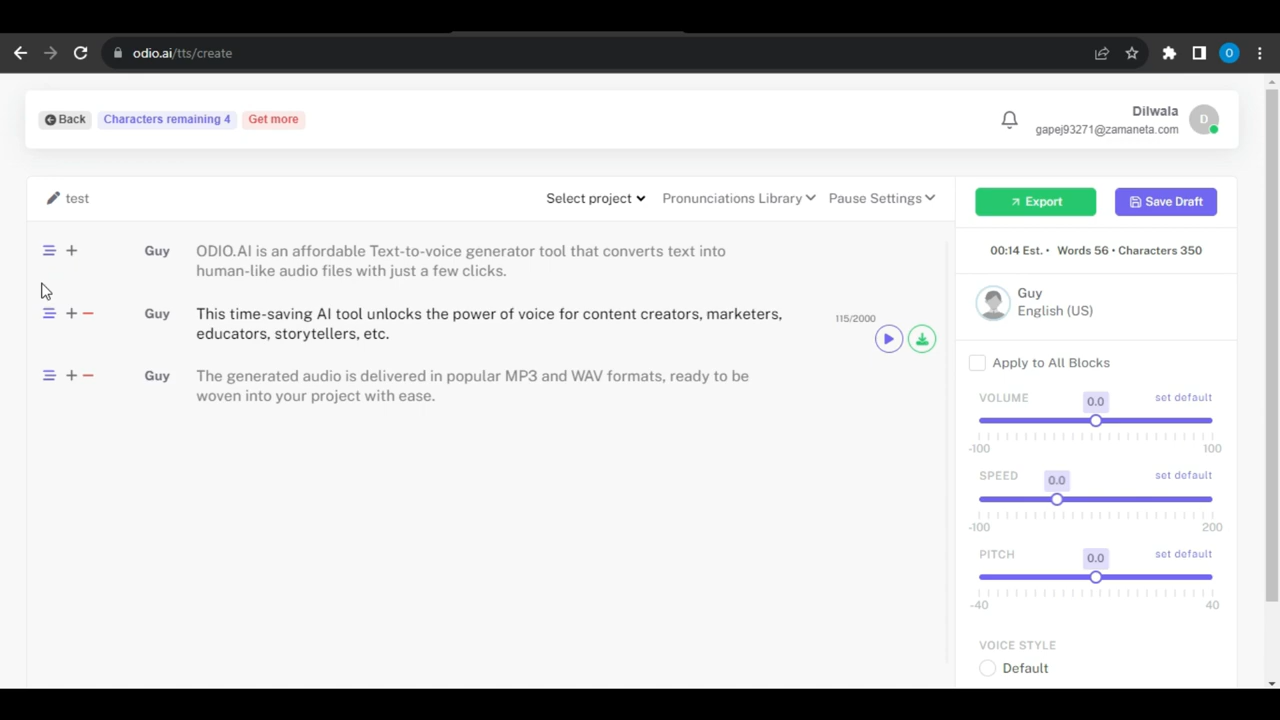 odio.ai/tts/create
O
Back Characters remaining 4 Get more
Dilwala
gapej93271@zamaneta.com
D
test
Select project Pronunciations Library Pause Settings
Export Save Draft
Guy ODIO.AI is an affordable Text-to-voice generator tool that converts text into
human-like audio files with just a few clicks.
Guy This time-saving AI tool unlocks the power of voice for content creators, marketers,
educators, storytellers, etc.
115/2000
Guy The generated audio is delivered in popular MP3 and WAV formats, ready to be
woven into your project with ease.
00:14 Est. • Words 56 • Characters 350
Guy
English (US)
Apply to All Blocks
VOLUME 0.0 set default
-100 100
SPEED 0.0 set default
-100 200
PITCH 0.0 set default
-40 40
VOICE STYLE
Default